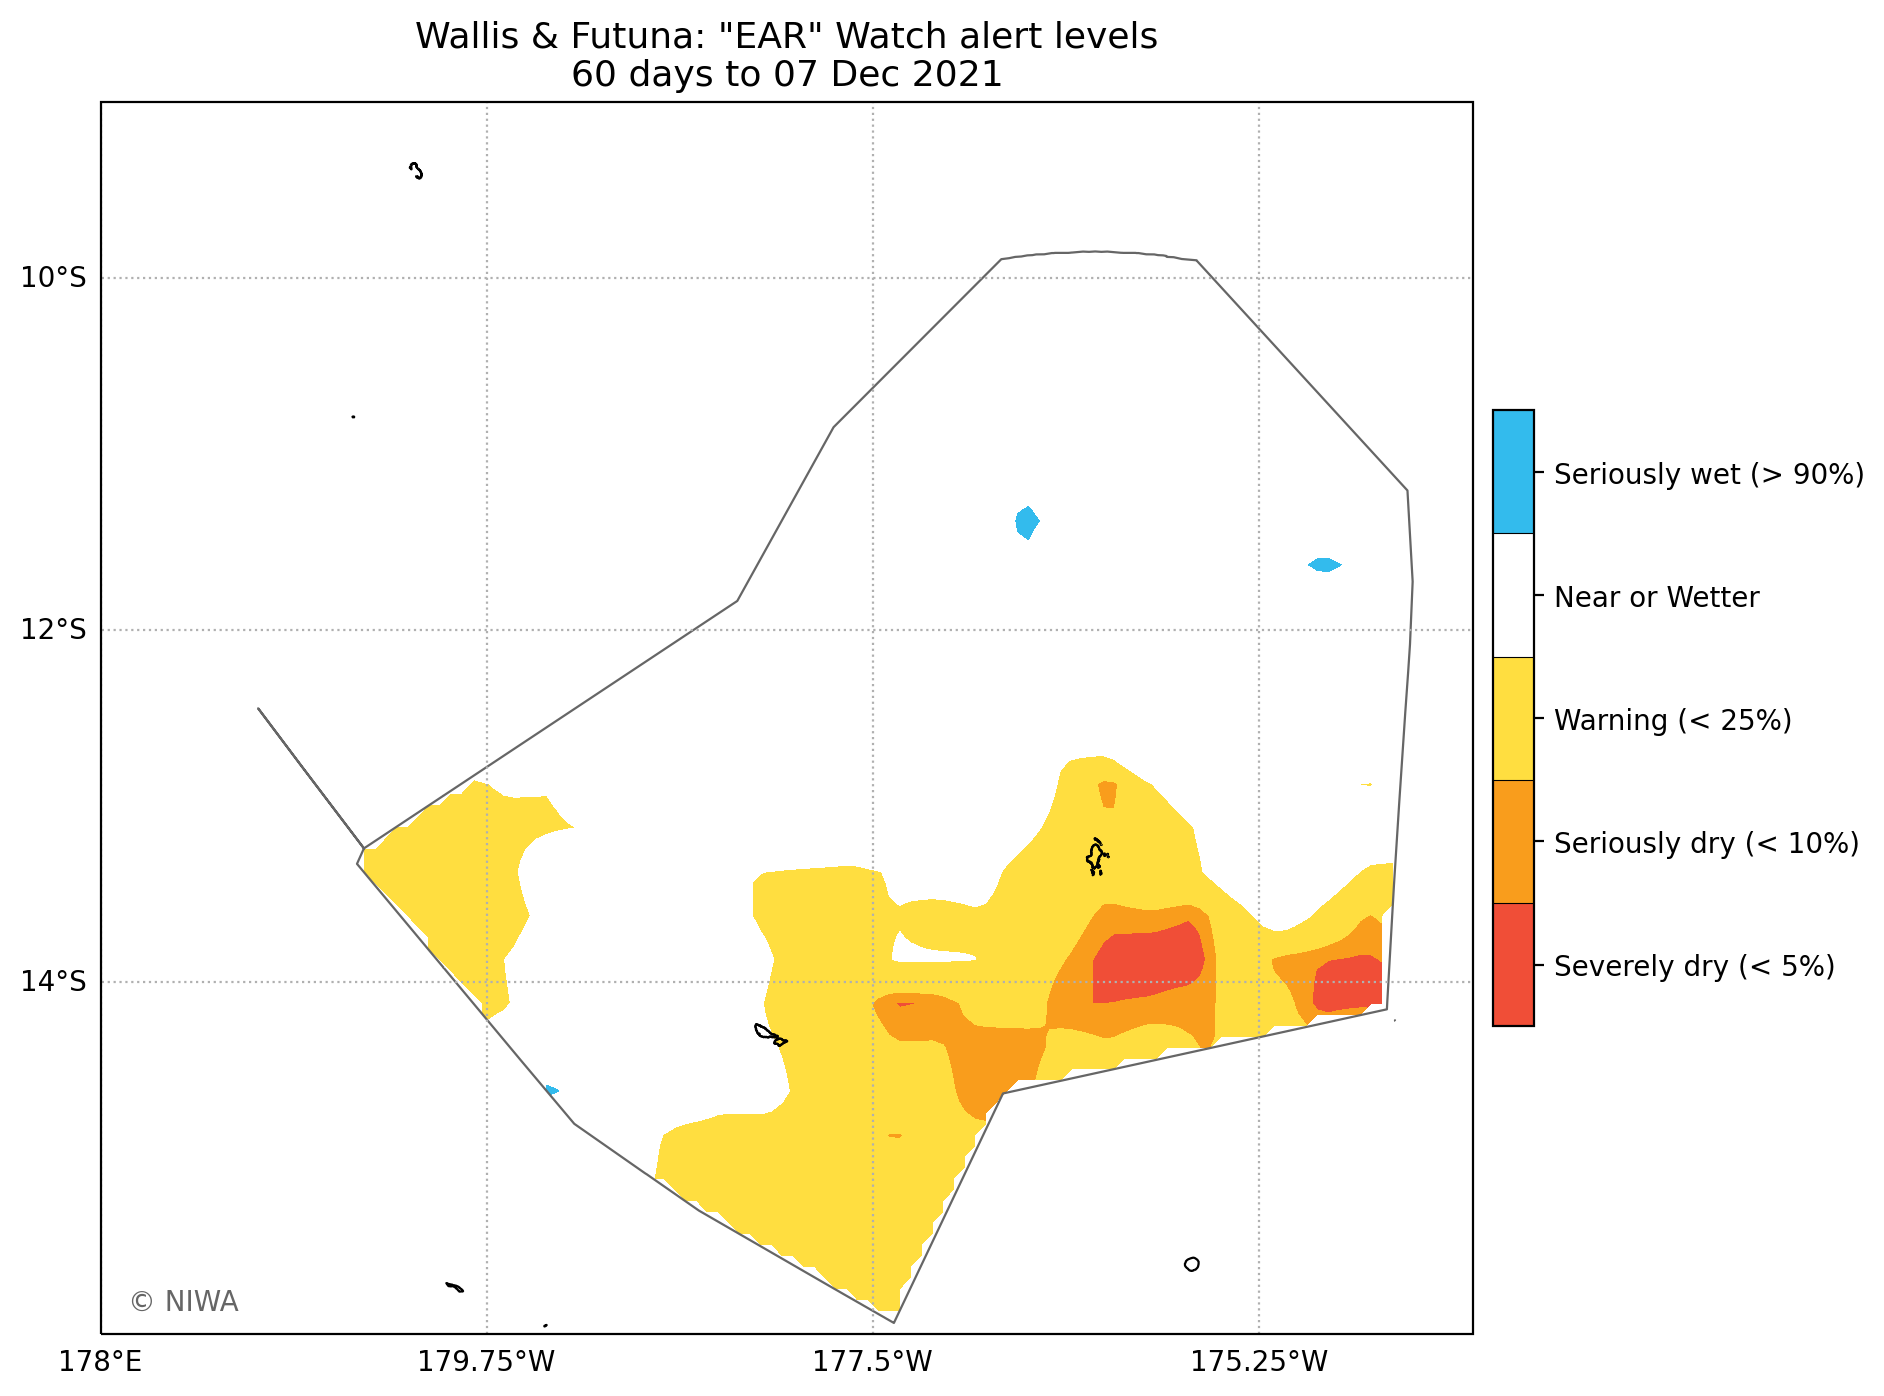 Wallis & Futuna: "EAR" Watch alert levels
60 days to 07 Dec 2021
10°S
12°S
14°S
178°E
179.75°W
177.5°W
175.25°W
Seriously wet (> 90%)
Near or Wetter
Warning (< 25%)
Seriously dry (< 10%)
Severely dry (< 5%)
© NIWA